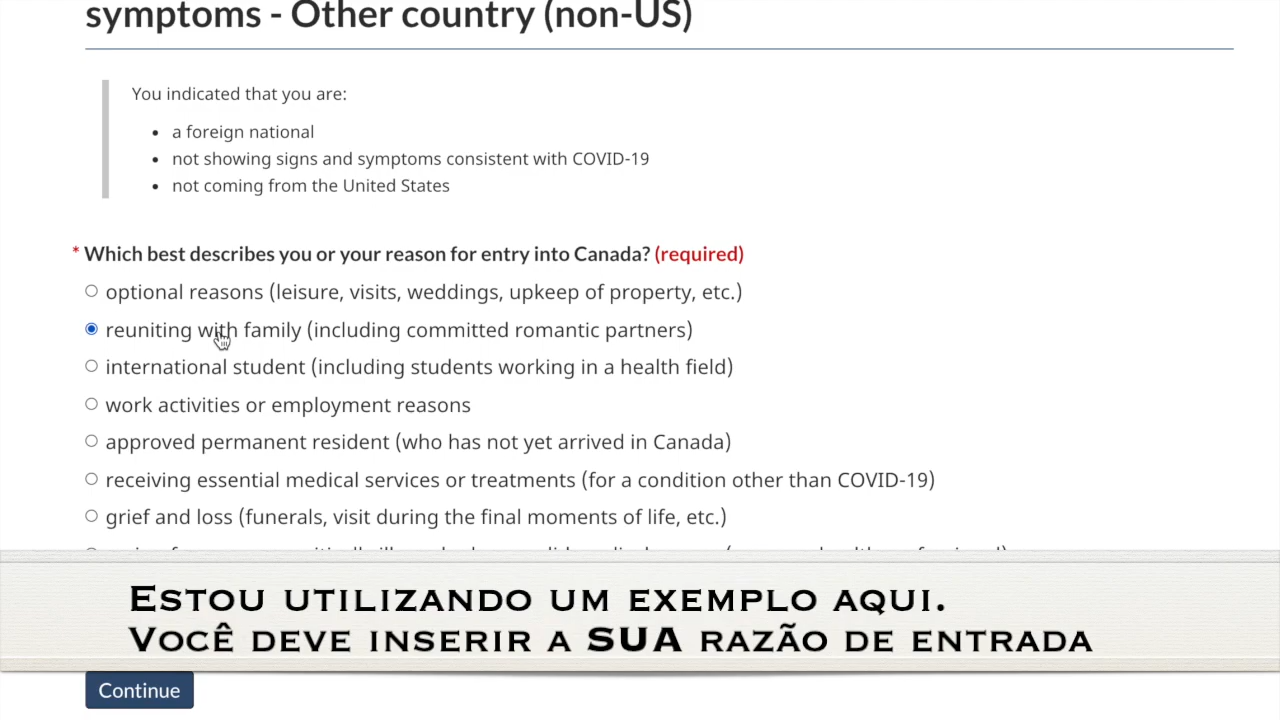 symptoms - Other country (non-US)
You indicated that you are:
• a foreign national
• not showing signs and symptoms consistent with COVID-19
• not coming from the United States
* Which best describes you or your reason for entry into Canada? (required)
optional reasons (leisure, visits, weddings, upkeep of property, etc.)
reuniting with family (including committed romantic partners)
international student (including students working in a health field)
work activities or employment reasons
approved permanent resident (who has not yet arrived in Canada)
receiving essential medical services or treatments (for a condition other than COVID-19)
grief and loss (funerals, visit during the final moments of life, etc.)
Estou utilizando um exemplo aqui.
Você deve inserir a SUA razão de entrada
Continue